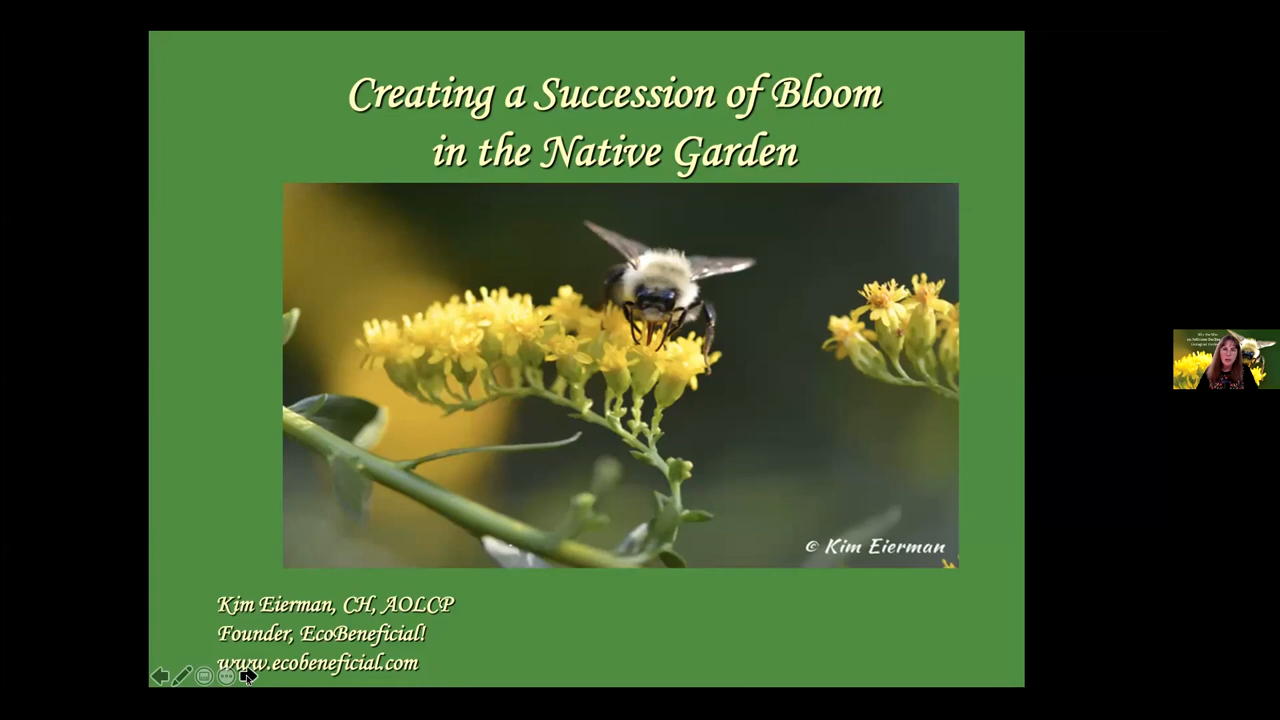 Creating a Succession of Bloom
in the Native Garden
© Kim Eierman
Kim Eierman, CH, AOLCP
Founder, EcoBeneficial!
www.ecobeneficial.com